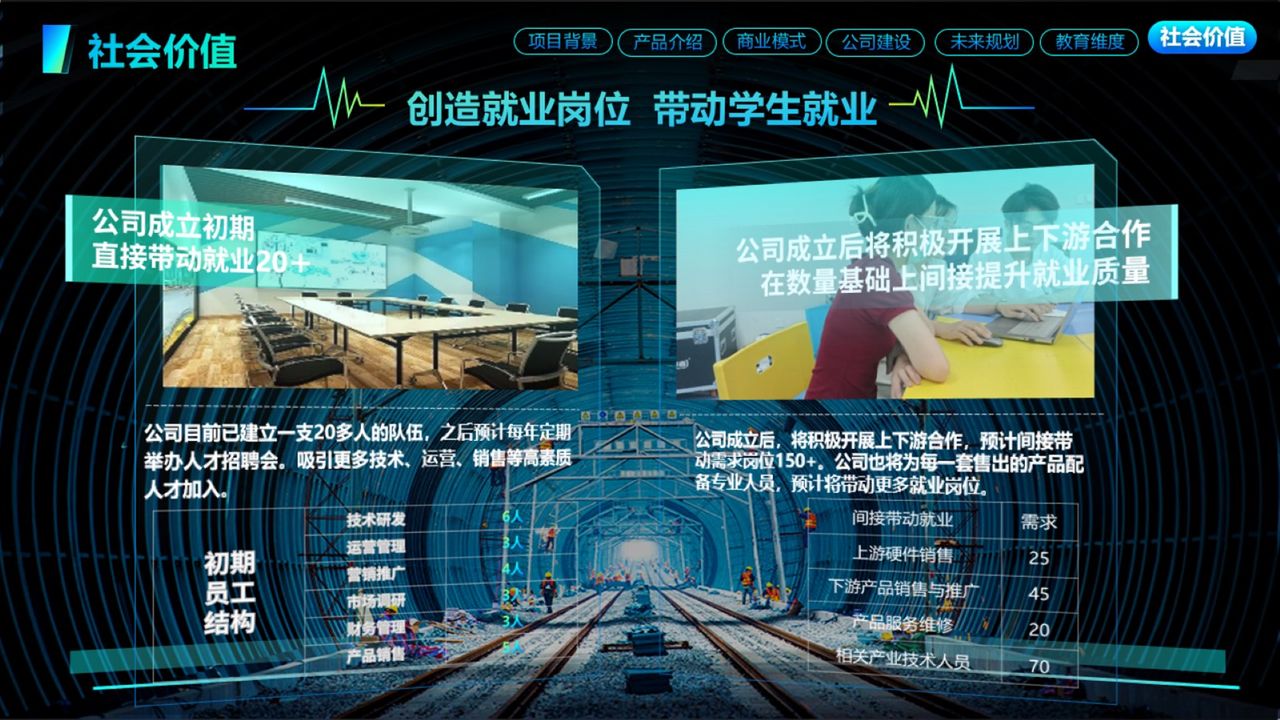 社会价值
项目背景
产品介绍
商业模式
公司建设
未来规划
教育维度
社会价值
创造就业岗位 带动学生就业
公司成立初期
直接带动就业20+
公司目前已建立一支20多人的队伍，之后预计每年定期
举办人才招聘会。吸引更多技术、运营、销售等高素质
人才加入。
初期
员工
结构
技术研发 6人
运营管理 3人
营销推广 4人
市场调研 3人
财务管理 3人
产品销售 5人
公司成立后将积极开展上下游合作
在数量基础上间接提升就业质量
公司成立后，将积极开展上下游合作，预计间接带
动需求岗位150+。公司也将为每一套售出的产品配
备专业人员，预计将带动更多就业岗位。
间接带动就业 需求
上游硬件销售 25
下游产品销售与推广 45
产品服务维修 20
相关产业技术人员 70